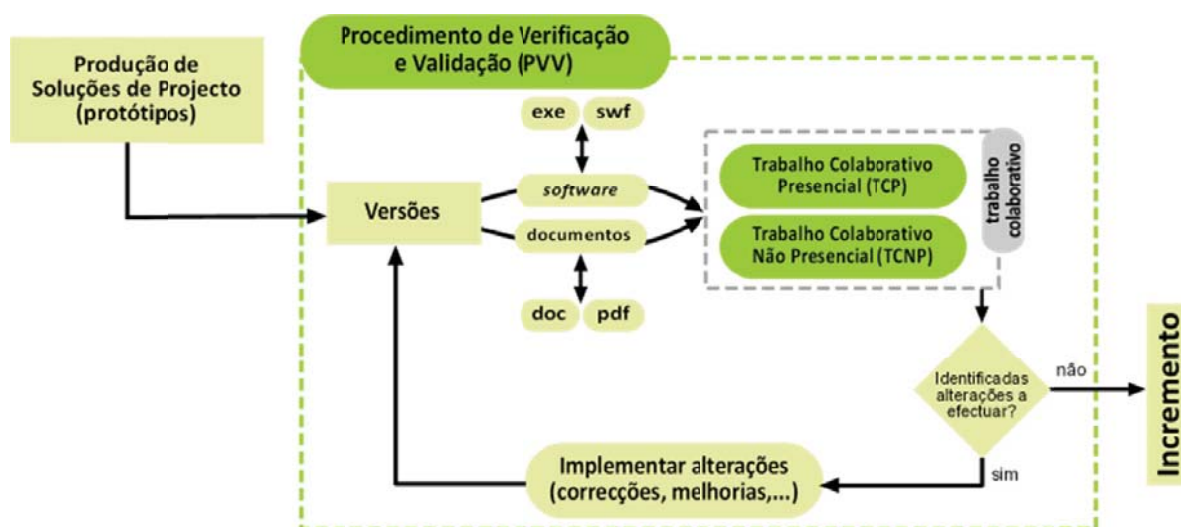 Produção de
Soluções de Projecto
(protótipos)
Procedimento de Verificação
e Validação (PVV)
exe
swf
Versões
software
documentos
doc
pdf
Trabalho Colaborativo
Presencial (TCP)
Trabalho Colaborativo
Não Presencial (TCNP)
trabalho
colaborativo
Identificadas
alterações a
efectuar?
não
sim
Incremento
Implementar alterações
(correcções, melhorias,...)